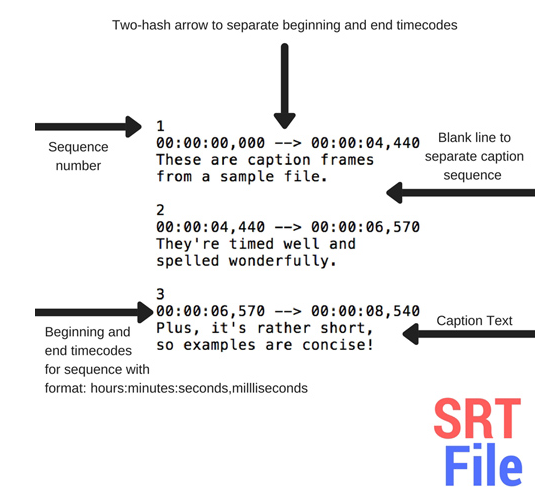 Two-hash arrow to separate beginning and end timecodes
Sequence
number
1
00:00:00,000 --> 00:00:04,440
These are caption frames
from a sample file.
Blank line to
separate caption
sequence
2
00:00:04,440 --> 00:00:06,570
They're timed well and
spelled wonderfully.
3
00:00:06,570 --> 00:00:08,540
Plus, it's rather short,
so examples are concise!
Caption Text
Beginning and
end timecodes
for sequence with
format: hours:minutes:seconds,millliseconds
SRT
File